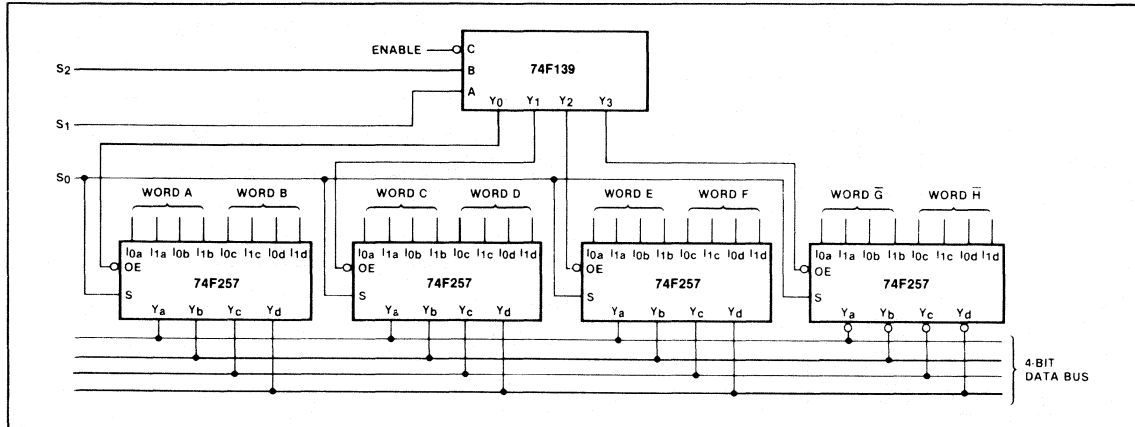 ENABLE
C
S2
B
74F139
A
Y0 Y1 Y2 Y3
S1
S0
WORD A WORD B WORD C WORD D WORD E WORD F WORD G̅ WORD H̅
I0a I1a I0b I1b I0c I1c I0d I1d
OE
74F257
S
Ya Yb Yc Yd
I0a I1a I0b I1b I0c I1c I0d I1d
OE
74F257
S
Ya Yb Yc Yd
I0a I1a I0b I1b I0c I1c I0d I1d
OE
74F257
S
Ya Yb Yc Yd
I0a I1a I0b I1b I0c I1c I0d I1d
OE
74F257
S
Ya Yb Yc Yd
4-BIT
DATA BUS